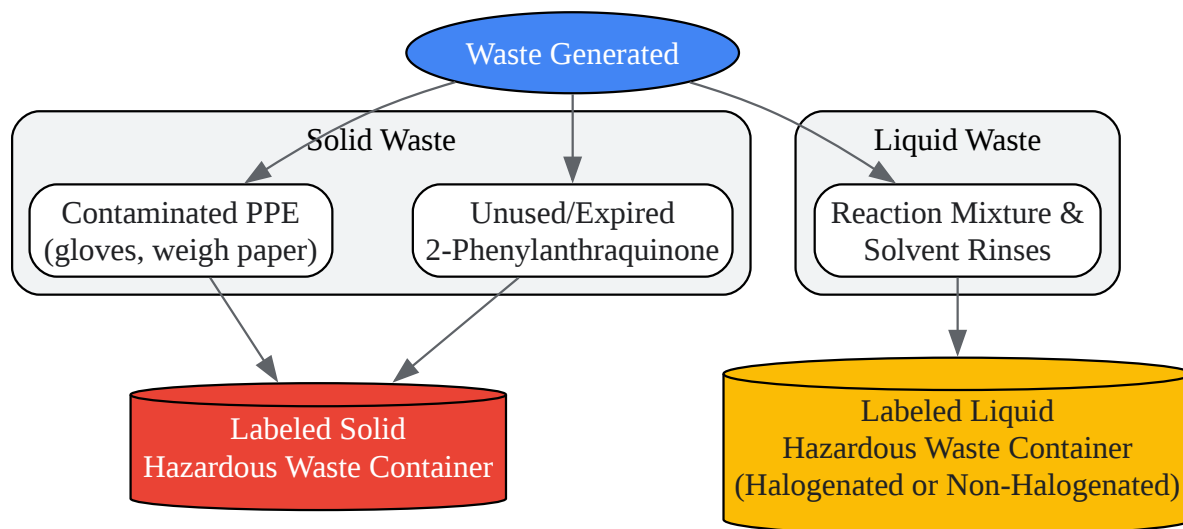 Waste Generated
Solid Waste
Liquid Waste
Contaminated PPE
(gloves, weigh paper)
Unused/Expired
2-Phenylanthraquinone
Reaction Mixture &
Solvent Rinses
Labeled Solid
Hazardous Waste Container
Labeled Liquid
Hazardous Waste Container
(Halogenated or Non-Halogenated)